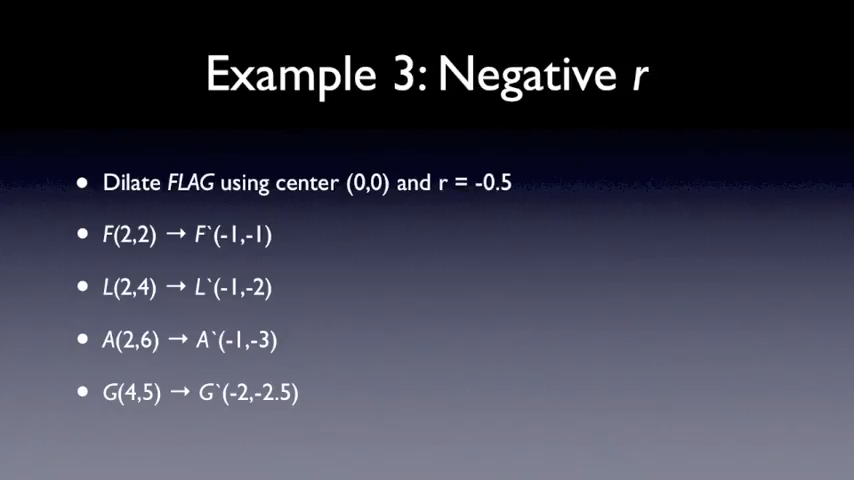 Example 3: Negative r
• Dilate FLAG using center (0,0) and r = -0.5
• F(2,2) → F`(-1,-1)
• L(2,4) → L`(-1,-2)
• A(2,6) → A`(-1,-3)
• G(4,5) → G`(-2,-2.5)